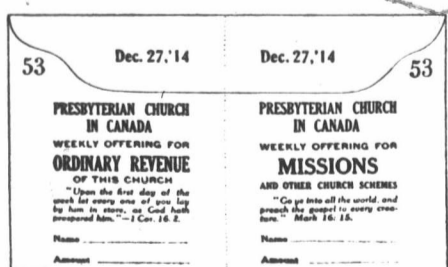 53
Dec. 27,'14
PRESBYTERIAN CHURCH
IN CANADA
WEEKLY OFFERING FOR
ORDINARY REVENUE
OF THIS CHURCH
"Upon the first day of the
week let every one of you lay
by him in store, as God hath
prospered him."—1 Cor. 16. 2.
Name
Amount
Dec. 27,'14
53
PRESBYTERIAN CHURCH
IN CANADA
WEEKLY OFFERING FOR
MISSIONS
AND OTHER CHURCH SCHEMES
"Go ye into all the world, and
preach the gospel to every crea-
ture." Mark 16: 15.
Name
Amount